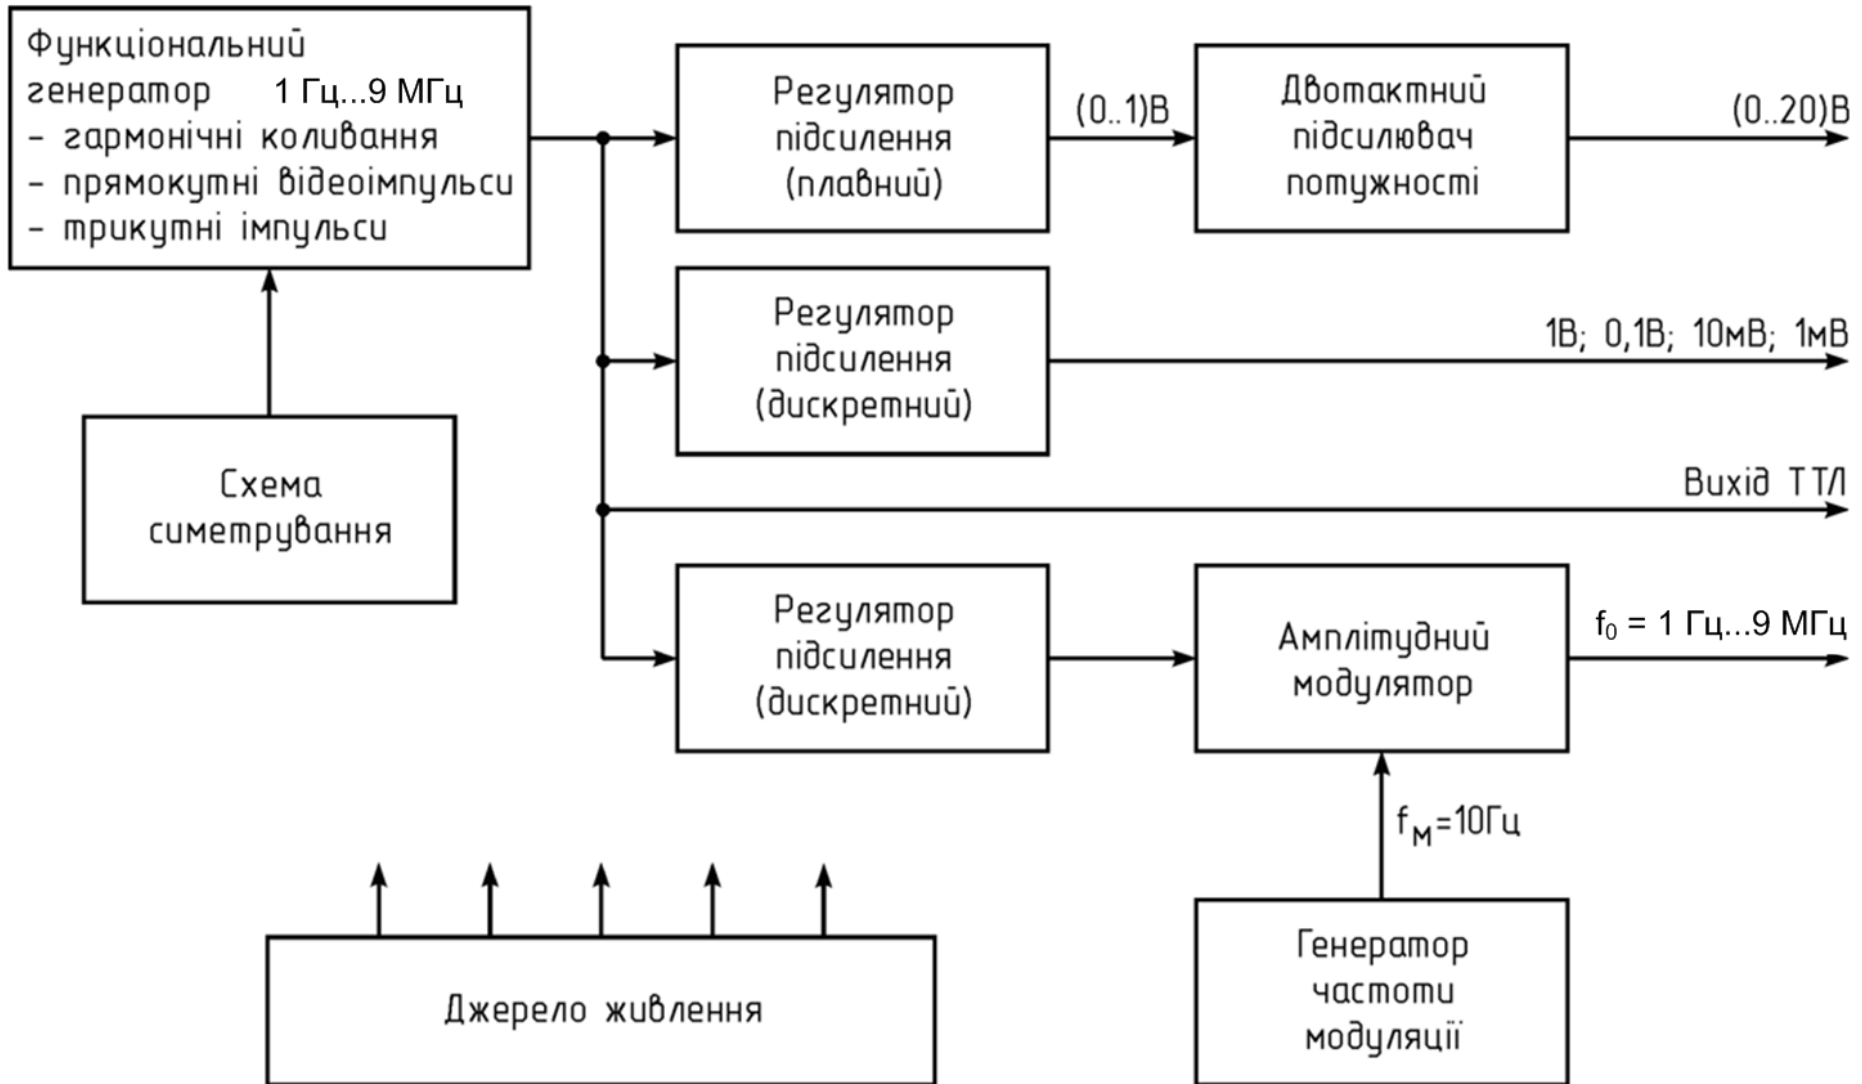 Функціональний
генератор 1 Гц...9 МГц
- гармонічні коливання
- прямокутні відеоімпульси
- трикутні імпульси
Регулятор
підсилення
(плавний)
(0..1)В
Двотактний
підсилювач
потужності
(0..20)В
Регулятор
підсилення
(дискретний)
1В; 0,1В; 10мВ; 1мВ
Схема
симетрування
Вихід ТТЛ
Регулятор
підсилення
(дискретний)
Амплітудний
модулятор
f₀ = 1 Гц...9 МГц
fМ=10Гц
Джерело живлення
Генератор
частоти
модуляції